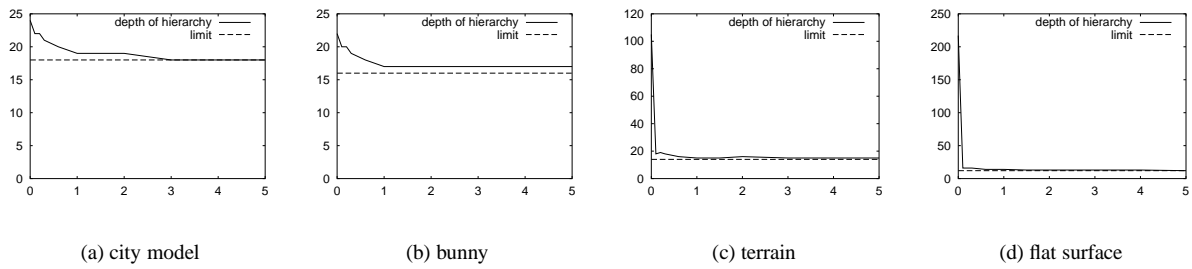 depth of hierarchy
limit
25
20
15
10
5
0
0 1 2 3 4 5
(a) city model
depth of hierarchy
limit
25
20
15
10
5
0
0 1 2 3 4 5
(b) bunny
depth of hierarchy
limit
120
100
80
60
40
20
0
0 1 2 3 4 5
(c) terrain
depth of hierarchy
limit
250
200
150
100
50
0
0 1 2 3 4 5
(d) flat surface